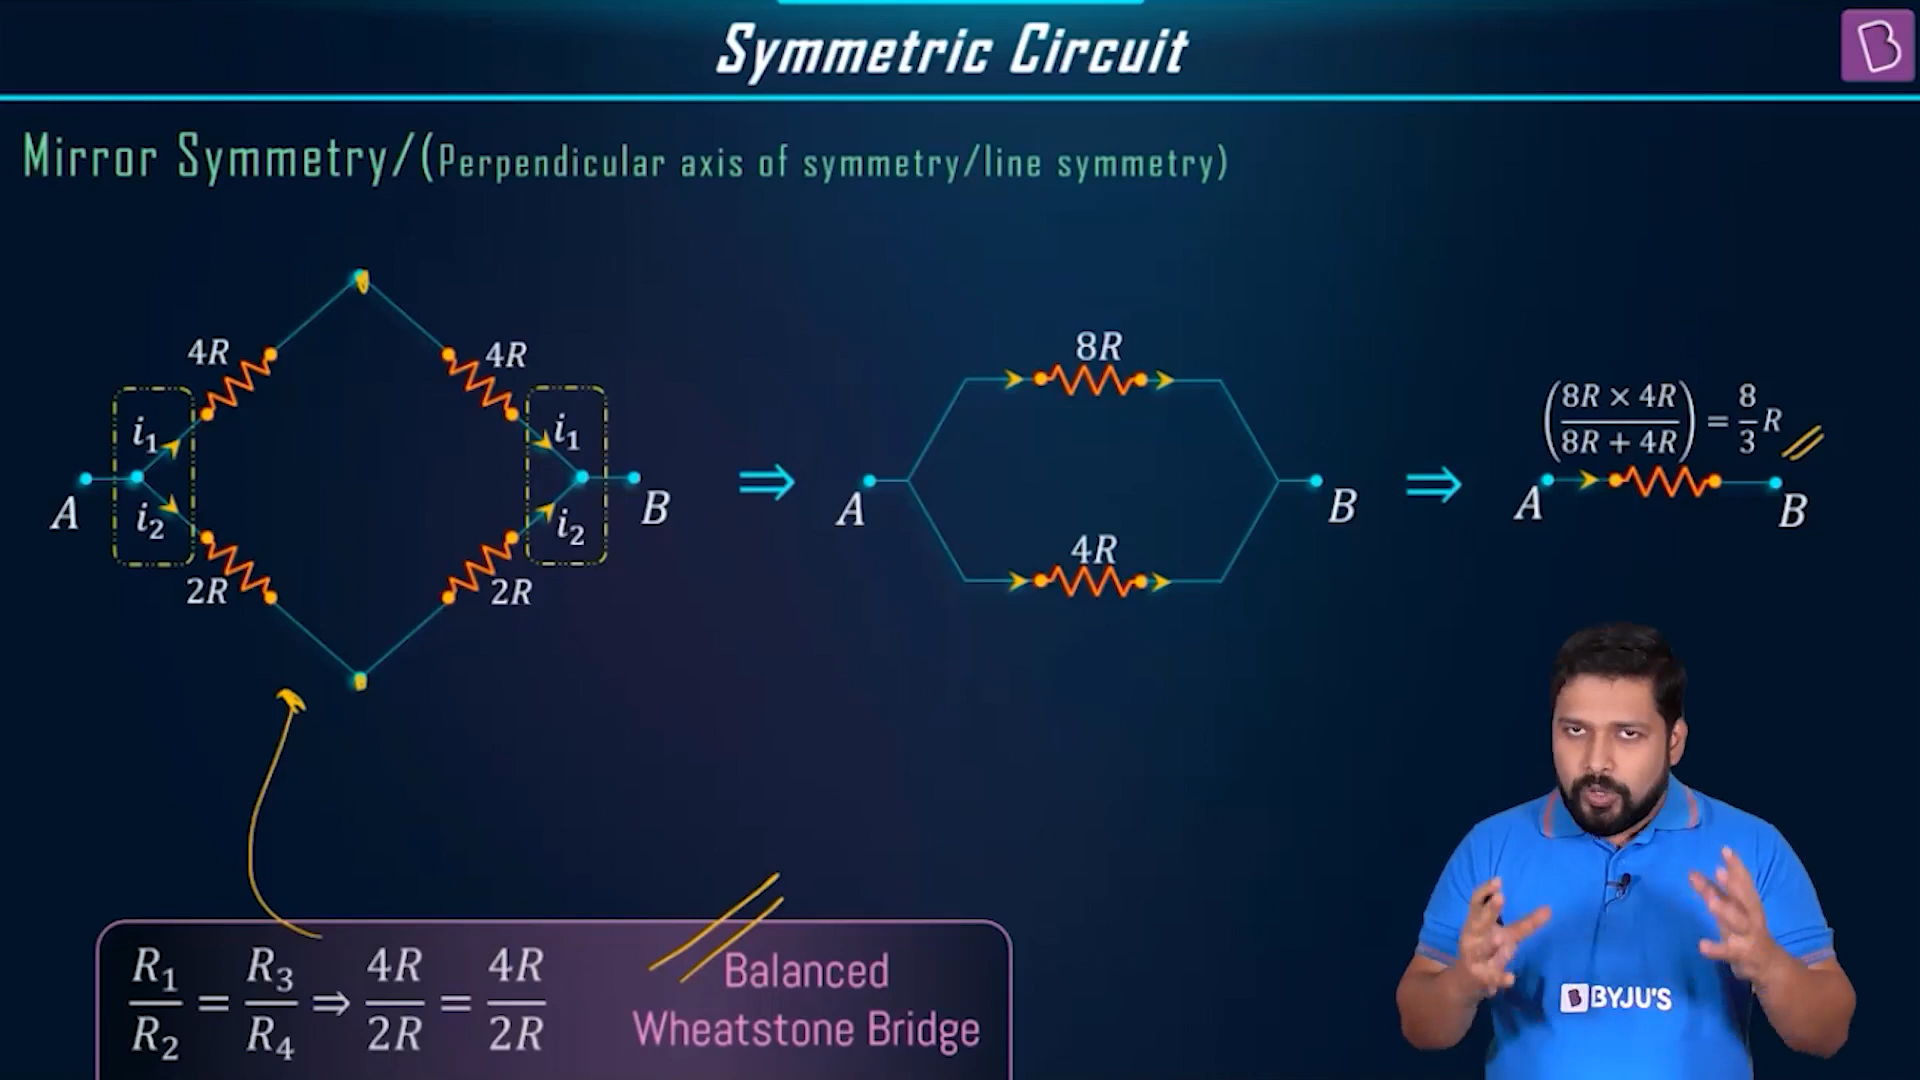 Symmetric Circuit
B
Mirror Symmetry/(Perpendicular axis of symmetry/line symmetry)
4R
4R
i₁
i₁
A
B
i₂
i₂
2R
2R
⇒
8R
A
B
4R
⇒
(8R × 4R / 8R + 4R) = 8/3 R
A
B
R₁/R₂ = R₃/R₄ ⇒ 4R/2R = 4R/2R
Balanced
Wheatstone Bridge
BYJU'S